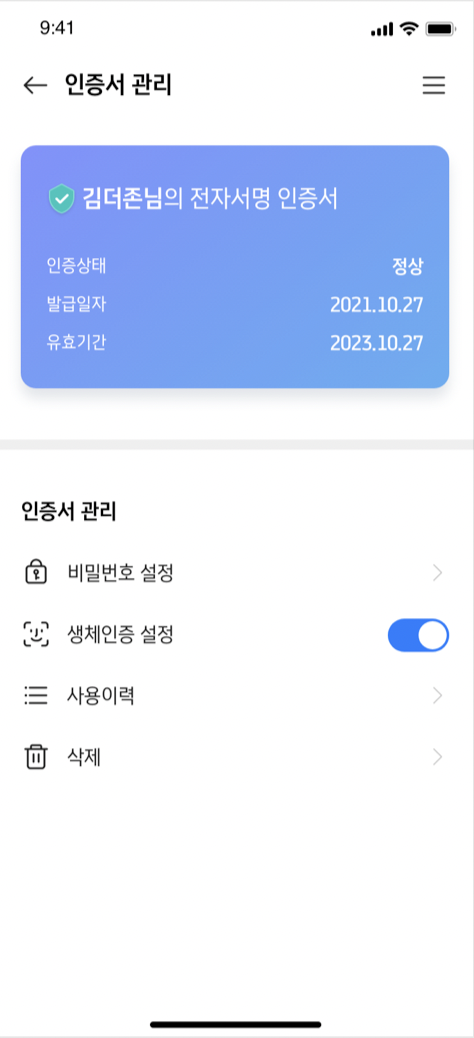 9:41
인증서 관리
김더존님의 전자서명 인증서
인증상태 정상
발급일자 2021.10.27
유효기간 2023.10.27
인증서 관리
비밀번호 설정
생체인증 설정
사용이력
삭제